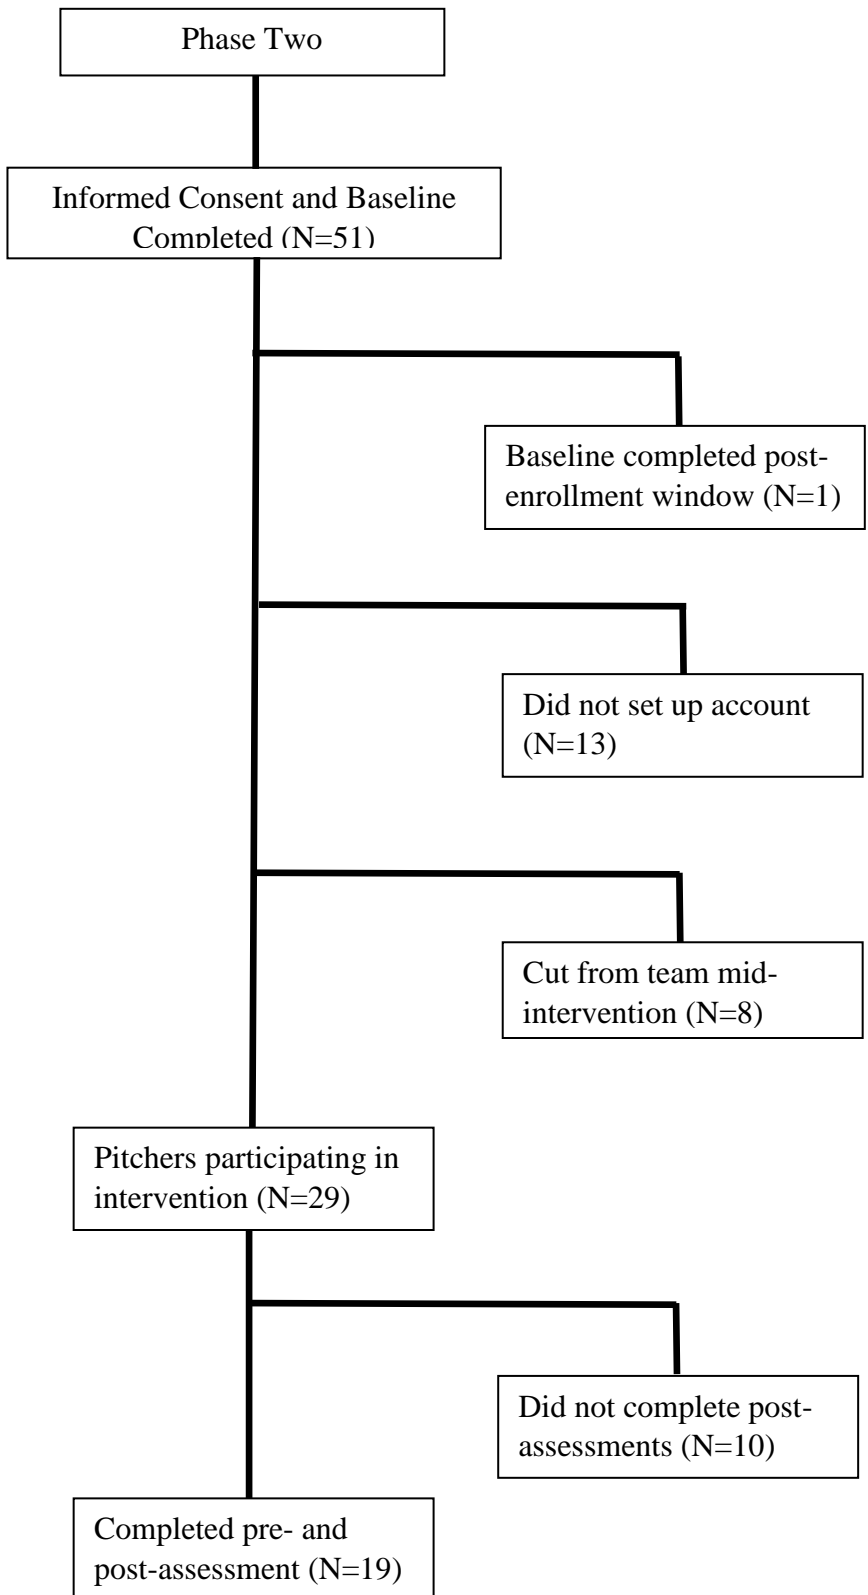 Phase Two
Informed Consent and Baseline
Completed (N=51)
Baseline completed post-
enrollment window (N=1)
Did not set up account
(N=13)
Cut from team mid-
intervention (N=8)
Pitchers participating in
intervention (N=29)
Did not complete post-
assessments (N=10)
Completed pre- and
post-assessment (N=19)